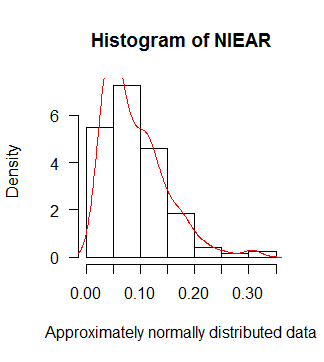 Histogram of NIEAR
Density
6
4
2
0
0.00 0.10 0.20 0.30
Approximately normally distributed data